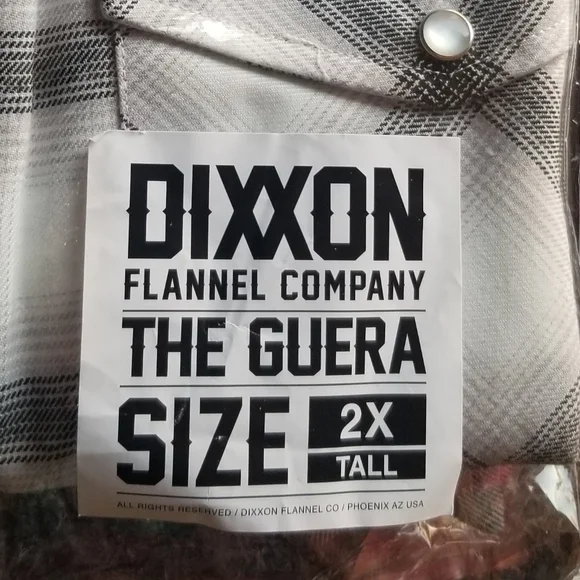 DIXXON
FLANNEL COMPANY
THE GUERA
SIZE 2X
TALL
ALL RIGHTS RESERVED / DIXXON FLANNEL CO / PHOENIX AZ USA